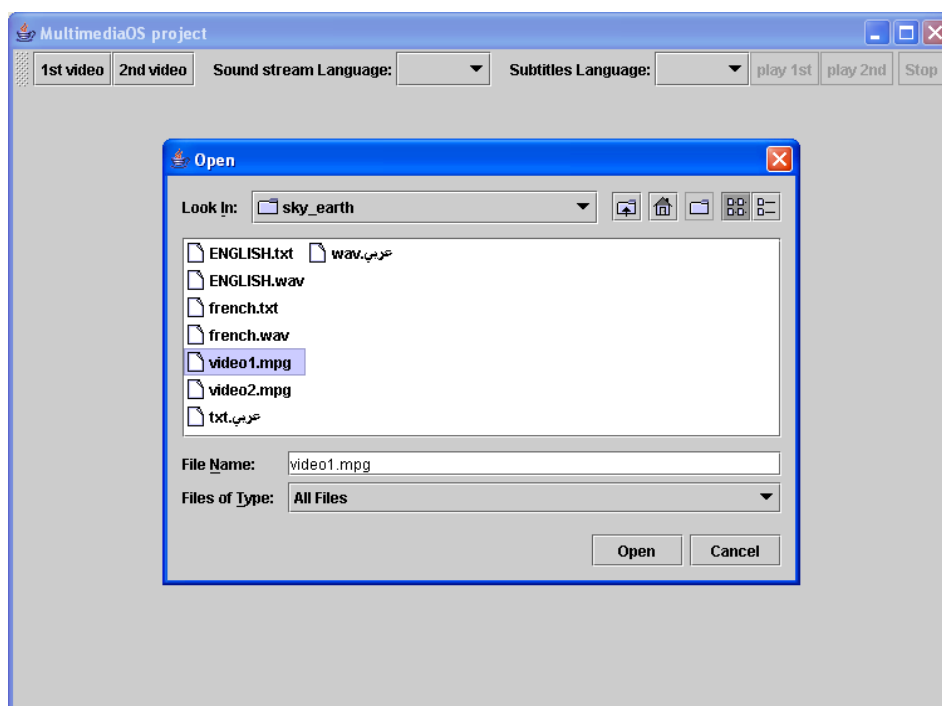 MultimediaOS project
1st video 2nd video Sound stream Language: Subtitles Language: play 1st play 2nd Stop
Open
Look In: sky_earth
ENGLISH.txt عربي.wav
ENGLISH.wav
french.txt
french.wav
video1.mpg
video2.mpg
عربي.txt
File Name: video1.mpg
Files of Type: All Files
Open Cancel